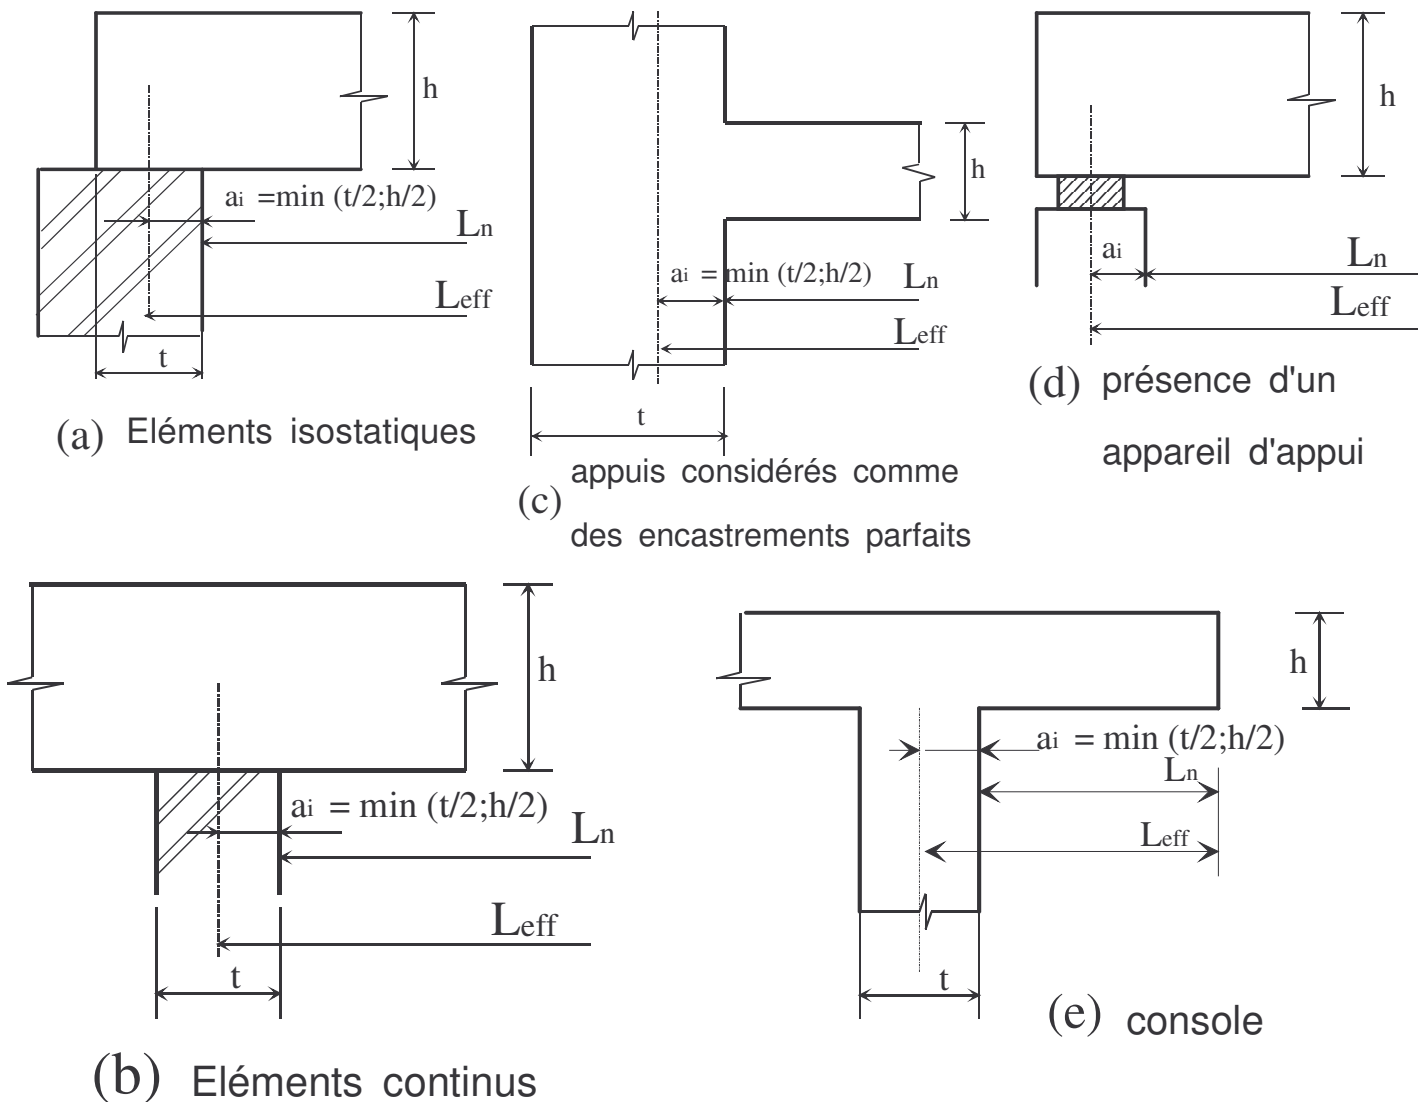 h
ai =min (t/2;h/2)
Ln
Leff
t
(a) Eléments isostatiques
h
ai = min (t/2;h/2)
Ln
Leff
t
(c) appuis considérés comme
des encastrements parfaits
h
ai
Ln
Leff
(d) présence d'un
appareil d'appui
h
ai = min (t/2;h/2)
Ln
Leff
t
(b) Eléments continus
h
ai = min (t/2;h/2)
Ln
Leff
t
(e) console